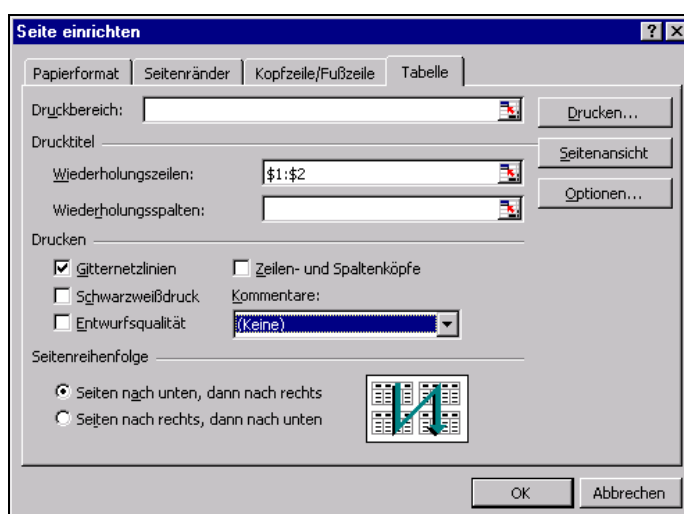 Seite einrichten
Papierformat Seitenränder Kopfzeile/Fußzeile Tabelle
Druckbereich: Drucken...
Drucktitel
Seitenansicht
Wiederholungszeilen: $1:$2
Optionen...
Wiederholungsspalten:
Drucken
Gitternetzlinien Zeilen- und Spaltenköpfe
Schwarzweißdruck Kommentare:
Entwurfsqualität (Keine)
Seitenreihenfolge
Seiten nach unten, dann nach rechts
Seiten nach rechts, dann nach unten
OK Abbrechen